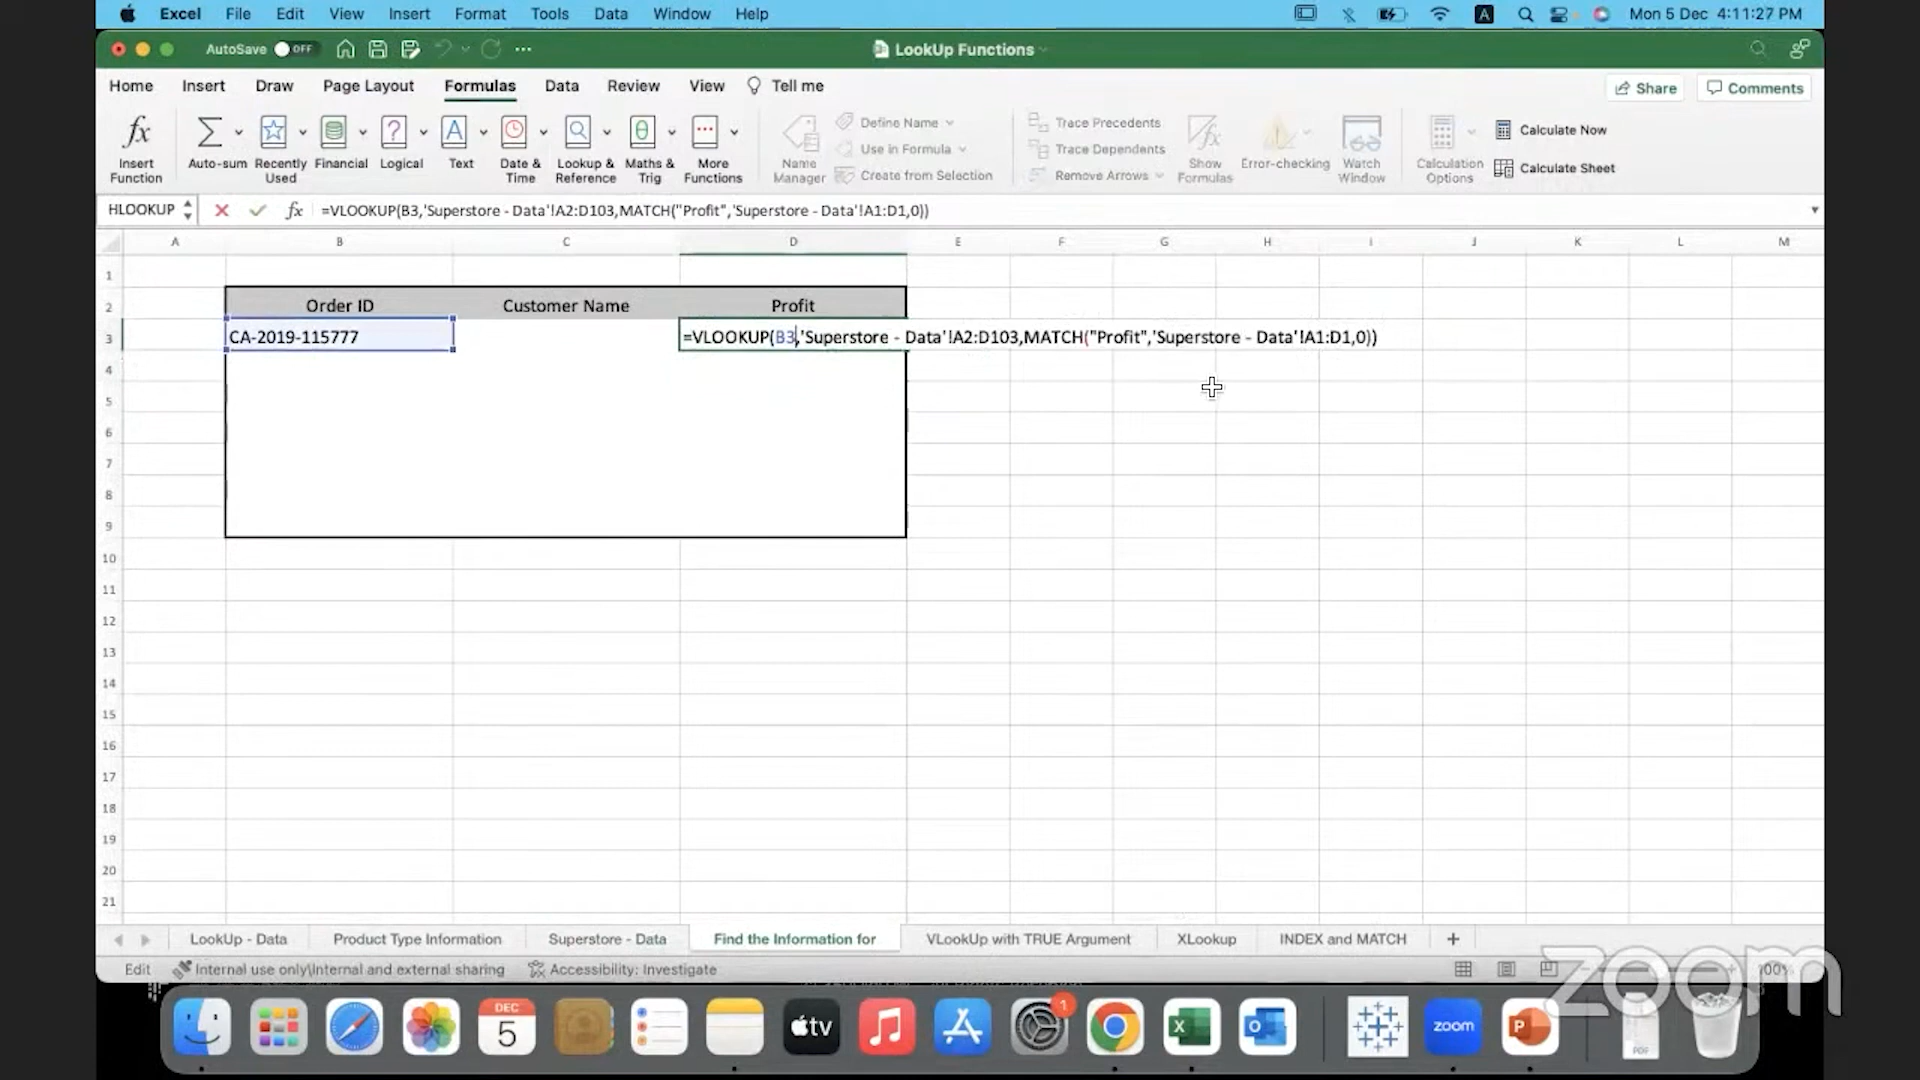 Excel File Edit View Insert Format Tools Data Window Help A Mon 5 Dec 4:11:27 PM
AutoSave OFF LookUp Functions
Home Insert Draw Page Layout Formulas Data Review View Tell me Share Comments
Insert Function
Auto-sum
Recently Used
Financial
Logical
Text
Date & Time
Lookup & Reference
Maths & Trig
More Functions
Name Manager
Define Name
Use in Formula
Create from Selection
Trace Precedents
Trace Dependents
Remove Arrows
Show Formulas
Error-checking
Watch Window
Calculation Options
Calculate Now
Calculate Sheet
HLOOKUP fx =VLOOKUP(B3,'Superstore - Data'!A2:D103,MATCH("Profit",'Superstore - Data'!A1:D1,0))
A B C D E F G H I J K L M
1
2 Order ID Customer Name Profit
3 CA-2019-115777 =VLOOKUP(B3,'Superstore - Data'!A2:D103,MATCH("Profit",'Superstore - Data'!A1:D1,0))
4
5
6
7
8
9
10
11
12
13
14
15
16
17
18
19
20
21
LookUp - Data Product Type Information Superstore - Data Find the Information for VLookUp with TRUE Argument XLookup INDEX and MATCH
Edit Internal use only\Internal and external sharing Accessibility: Investigate
zoom
DEC
5
tv
1
X
O
zoom
P
PDF